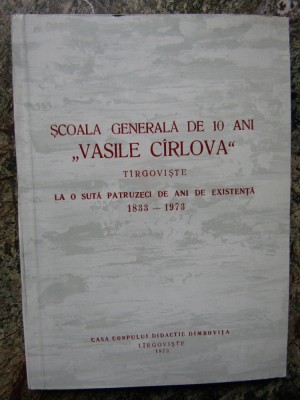 ȘCOALA GENERALĂ DE 10 ANI
„VASILE CÎRLOVA“
TÎRGOVIȘTE
LA O SUTĂ PATRUZECI DE ANI DE EXISTENȚĂ
1833 — 1973
CASA CORPULUI DIDACTIC DÎMBOVIȚA
TÎRGOVIȘTE
1973